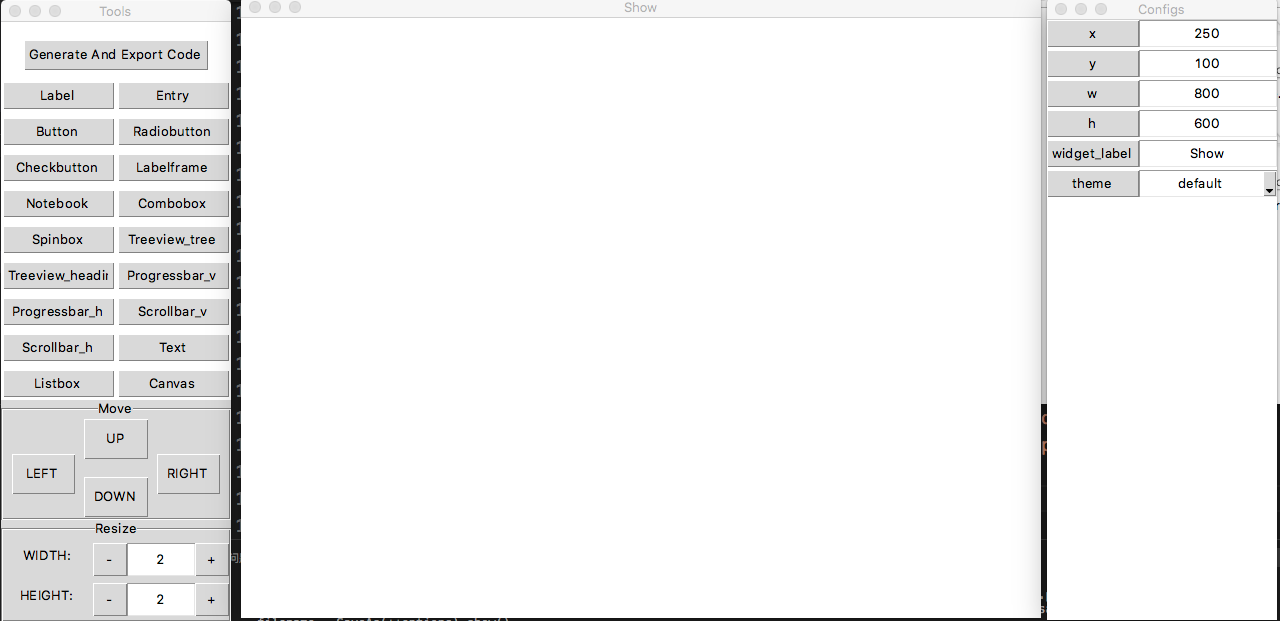 Tools
Generate And Export Code
Label Entry
Button Radiobutton
Checkbutton Labelframe
Notebook Combobox
Spinbox Treeview_tree
Treeview_headin Progressbar_v
Progressbar_h Scrollbar_v
Scrollbar_h Text
Listbox Canvas
Move
UP
LEFT RIGHT
DOWN
Resize
WIDTH: - 2 +
HEIGHT: - 2 +
Show
Configs
x 250
y 100
w 800
h 600
widget_label Show
theme default